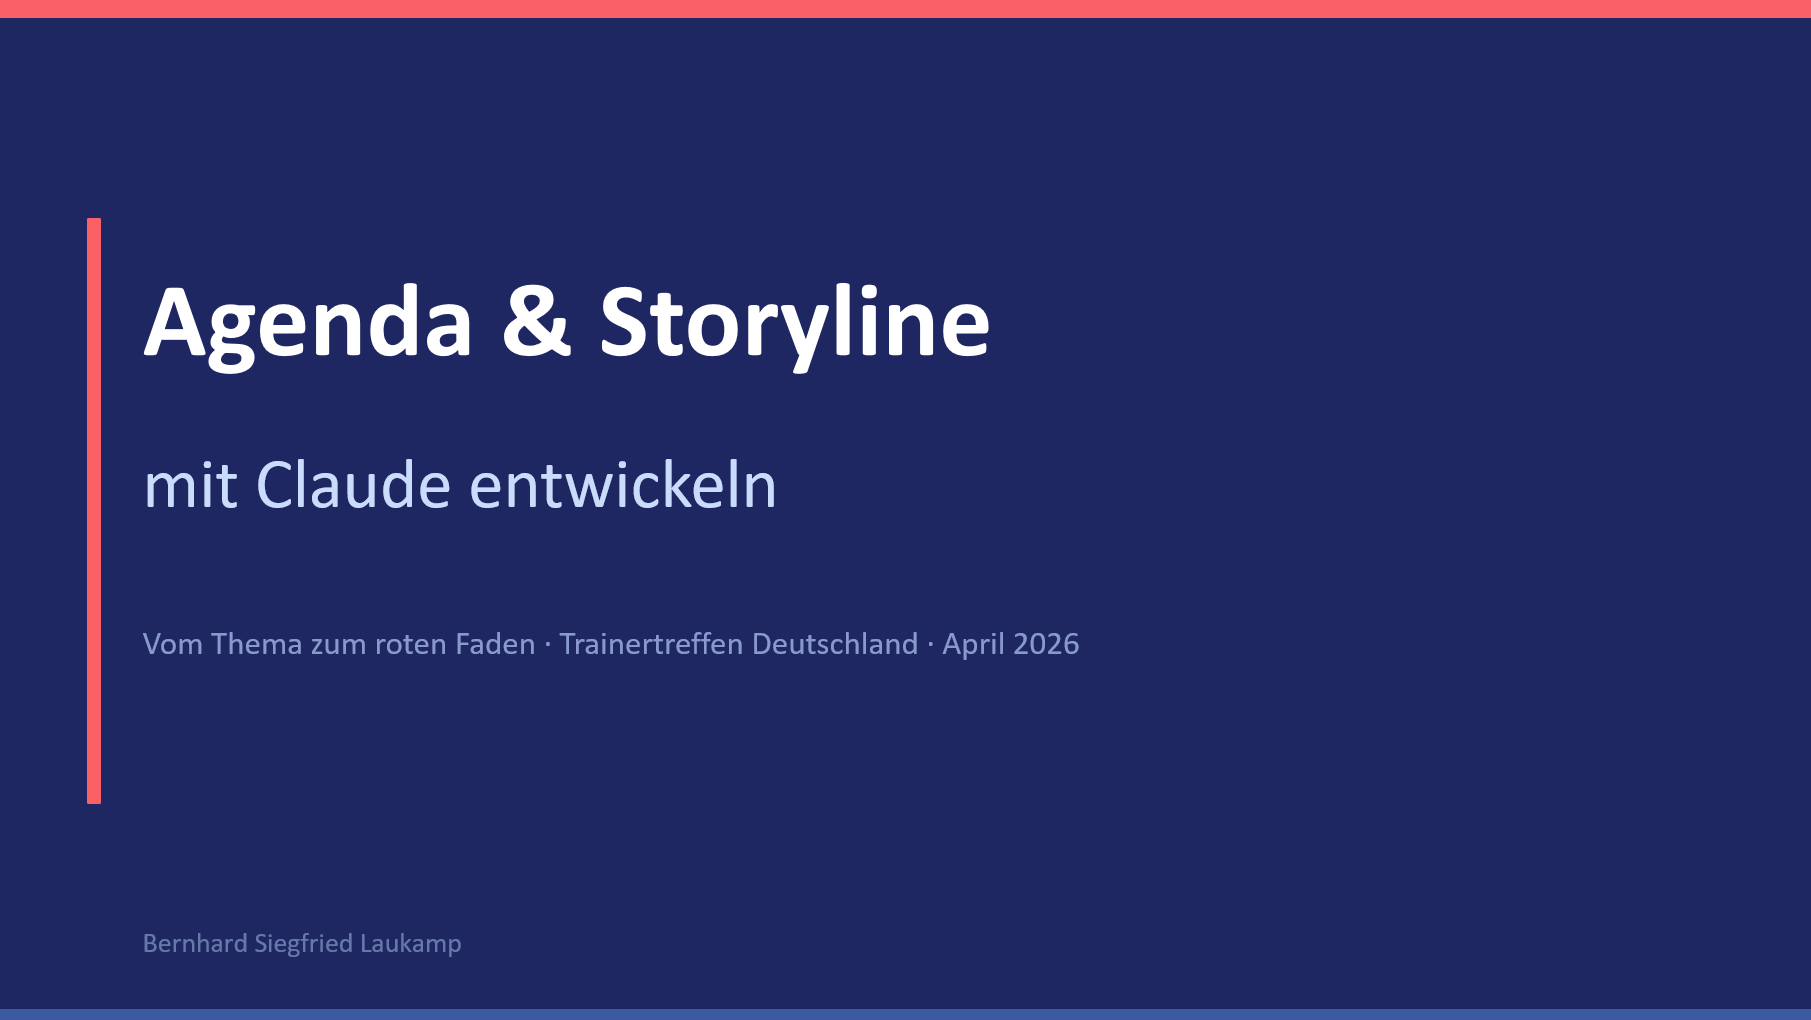 Agenda & Storyline
mit Claude entwickeln
Vom Thema zum roten Faden · Trainertreffen Deutschland · April 2026
Bernhard Siegfried Laukamp